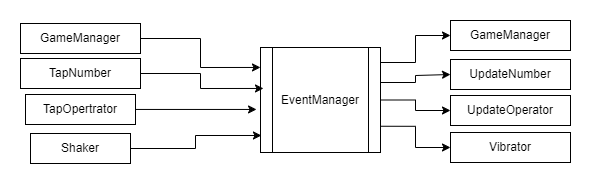 GameManager
TapNumber
TapOpertrator
Shaker
EventManager
GameManager
UpdateNumber
UpdateOperator
Vibrator